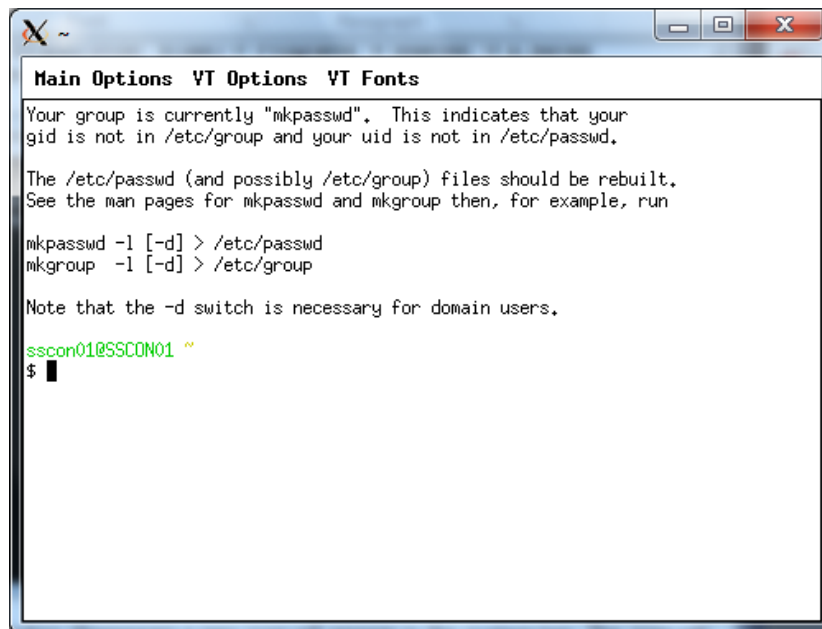 ~
Main Options VT Options VT Fonts
Your group is currently "mkpasswd".  This indicates that your
gid is not in /etc/group and your uid is not in /etc/passwd.
The /etc/passwd (and possibly /etc/group) files should be rebuilt.
See the man pages for mkpasswd and mkgroup then, for example, run
mkpasswd -l [-d] > /etc/passwd
mkgroup  -l [-d] > /etc/group
Note that the -d switch is necessary for domain users.
sscon01@SSCON01 ~
$